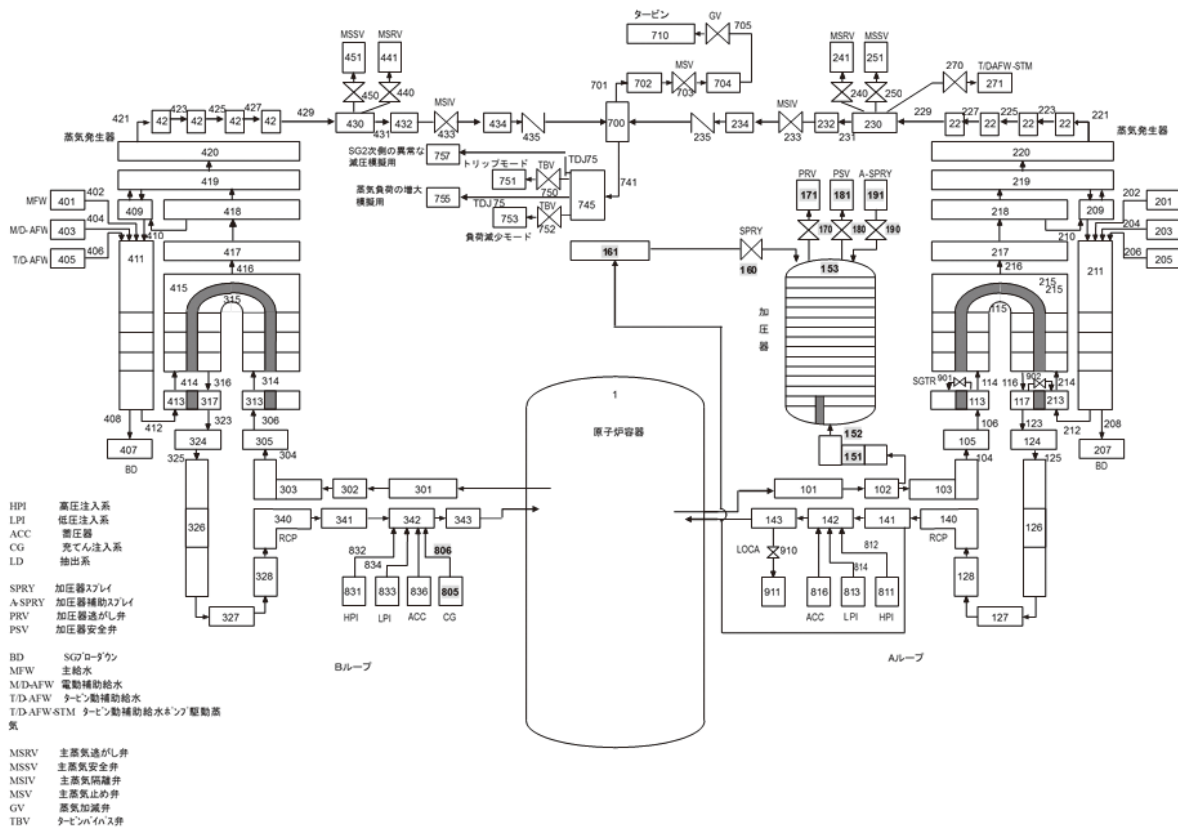 タービン
GV
705
710
MSSV
MSRV
451
441
450
440
MSV
701
702
703
704
MSRV
MSSV
241
251
240
250
270
T/DAFW-STM
271
421
423
425
427
429
42
42
42
42
430
431
432
MSIV
433
434
435
700
235
234
MSIV
233
232
231
230
229
227
225
223
221
22
22
22
22
蒸気発生器
蒸気発生器
SG2次側の異常な
減圧模擬用
757
トリップモード
751
TBV
750
TDJ75
741
蒸気負荷の増大
模擬用
755
745
TDJ 75
753
TBV
752
負荷減少モード
PRV
PSV
A-SPRY
171
181
191
170
180
190
161
SPRY
160
153
加
圧
器
152
151
420
419
418
417
416
415
315
409
410
411
402
MFW
401
404
M/D- AFW
403
406
T/D- AFW
405
414
316
314
413
317
313
408
412
407
BD
323
306
324
305
325
304
303
302
301
326
340
341
342
343
RCP
328
327
832
834
806
831
833
836
805
HPI
LPI
ACC
CG
Bループ
1
原子炉容器
220
219
218
217
216
215
215
115
209
210
211
202
201
204
203
206
205
SGTR
901
902
114
116
214
113
117
213
212
208
207
BD
106
123
105
124
104
125
101
102
103
126
143
142
141
140
RCP
LOCA
910
911
812
814
816
813
811
ACC
LPI
HPI
128
127
Aループ
HPI 高圧注入系
LPI 低圧注入系
ACC 蓄圧器
CG 充てん注入系
LD 抽出系
SPRY 加圧器スプレイ
A-SPRY 加圧器補助スプレイ
PRV 加圧器逃がし弁
PSV 加圧器安全弁
BD SGブローダウン
MFW 主給水
M/D-AFW 電動補助給水
T/D-AFW タービン動補助給水
T/D-AFW-STM タービン動補助給水ポンプ駆動蒸
気
MSRV 主蒸気逃がし弁
MSSV 主蒸気安全弁
MSIV 主蒸気隔離弁
MSV 主蒸気止め弁
GV 蒸気加減弁
TBV タービンバイパス弁